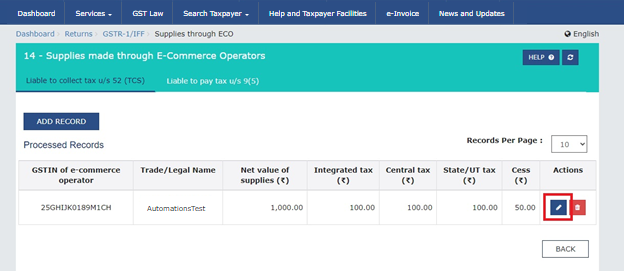 Dashboard Services GST Law Search Taxpayer Help and Taxpayer Facilities e-Invoice News and Updates
Dashboard › Returns › GSTR-1/IFF › Supplies through ECO English
14 - Supplies made through E-Commerce Operators HELP
Liable to collect tax u/s 52 (TCS) Liable to pay tax u/s 9(5)
ADD RECORD
Processed Records Records Per Page : 10
GSTIN of e-commerce operator Trade/Legal Name Net value of supplies (₹) Integrated tax (₹) Central tax (₹) State/UT tax (₹) Cess (₹) Actions
25GHIJK0189M1CH AutomationsTest 1,000.00 100.00 100.00 100.00 50.00
BACK